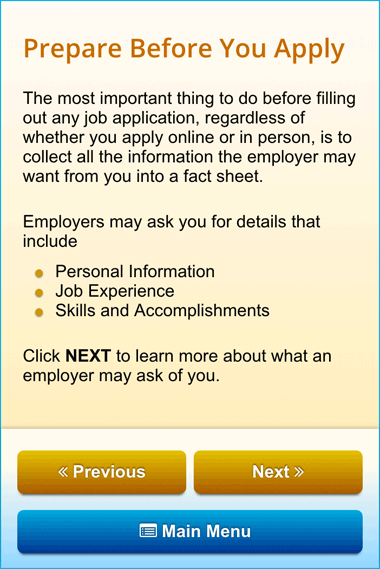 Prepare Before You Apply
The most important thing to do before filling
out any job application, regardless of
whether you apply online or in person, is to
collect all the information the employer may
want from you into a fact sheet.
Employers may ask you for details that
include
Personal Information
Job Experience
Skills and Accomplishments
Click NEXT to learn more about what an
employer may ask of you.
« Previous
Next »
Main Menu